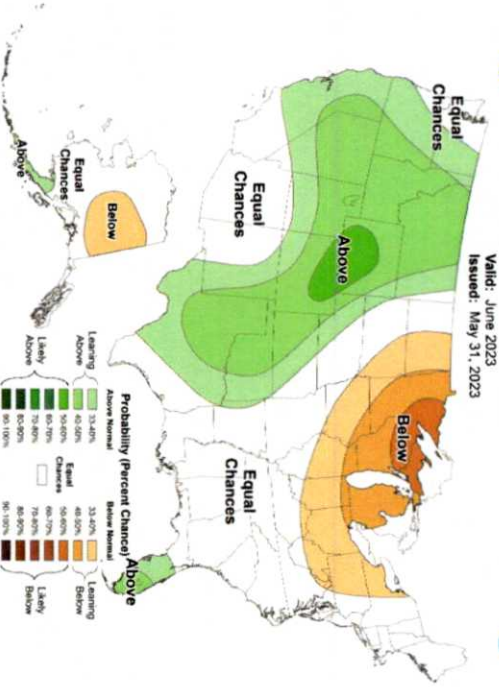 Valid: June 2023
Issued: May 31, 2023
Equal
Chances
Above
Below
Equal
Chances
Equal
Chances
Below
Equal
Chances
Above
Above
Probability (Percent Chance)
Above Normal
Below Normal
Leaning
Above
33-40%
40-50%
Likely
Above
50-60%
60-70%
70-80%
80-90%
90-100%
Equal
Chances
33-40%
40-50%
Leaning
Below
50-60%
60-70%
70-80%
80-90%
90-100%
Likely
Below